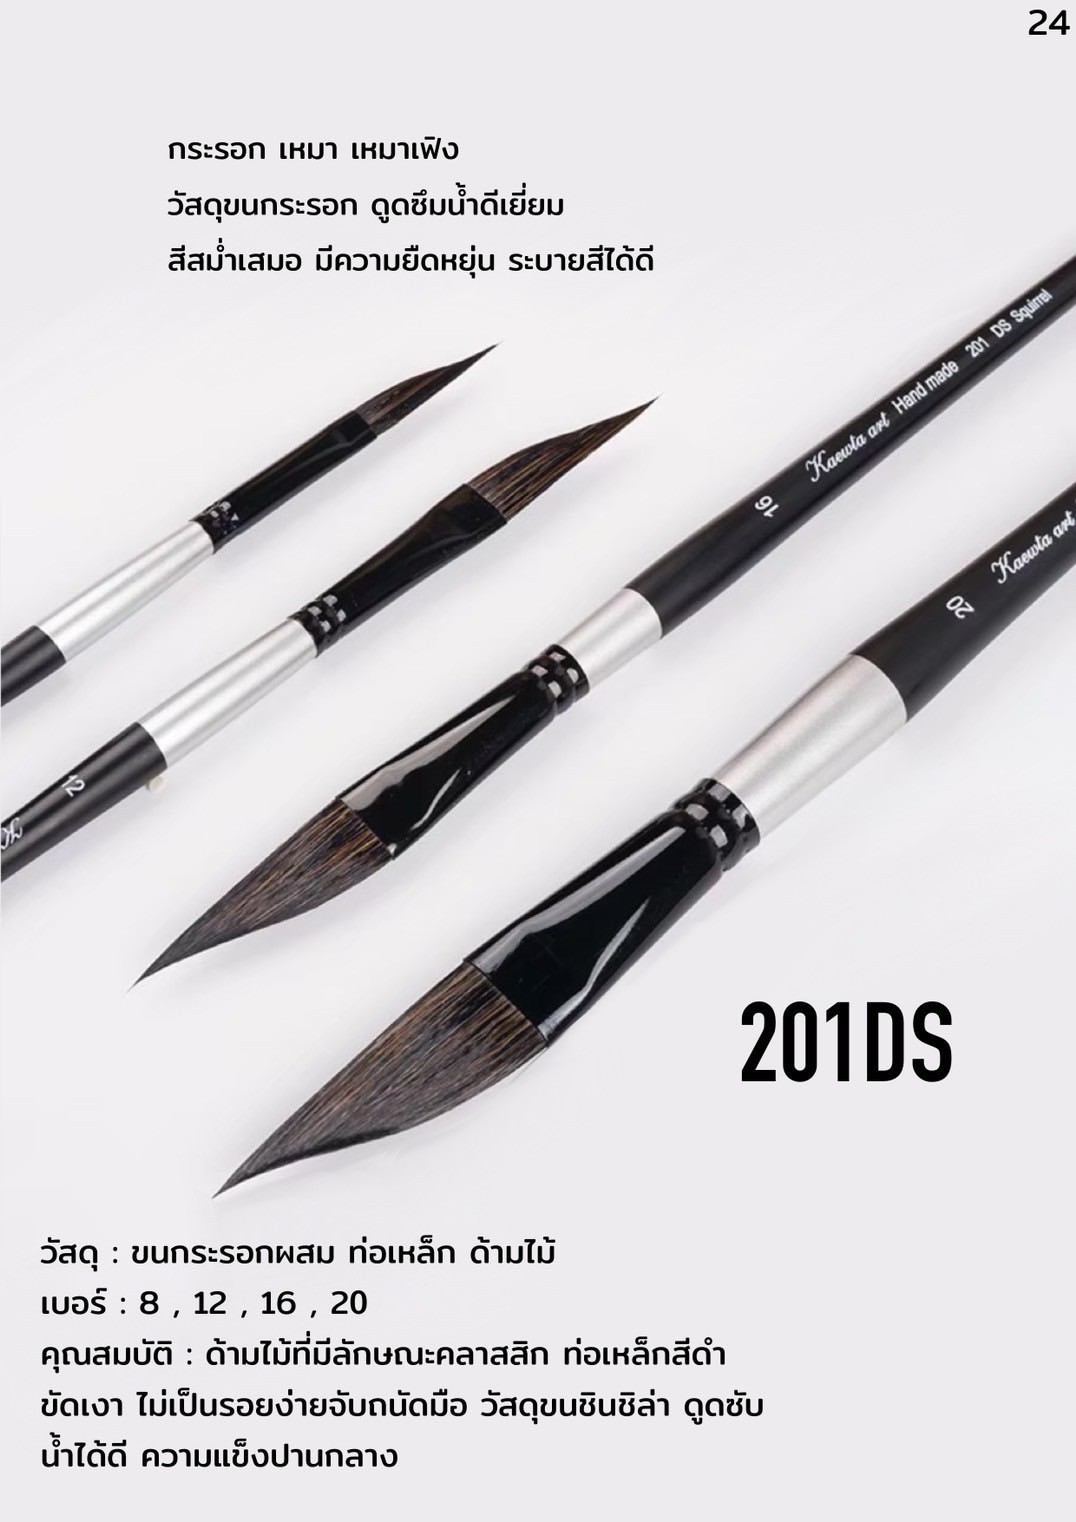 24
กระรอก เหมา เหมาเฟิง
วัสดุขนกระรอก ดูดซึมน้ำดีเยี่ยม
สีสม่ำเสมอ มีความยืดหยุ่น ระบายสีได้ดี
Kaewta art Hand made 201 DS Squirrel
16
Kaewta art
20
12
201DS
วัสดุ : ขนกระรอกผสม ท่อเหล็ก ด้ามไม้
เบอร์ : 8 , 12 , 16 , 20
คุณสมบัติ : ด้ามไม้ที่มีลักษณะคลาสสิก ท่อเหล็กสีดำ
ขัดเงา ไม่เป็นรอยง่ายจับถนัดมือ วัสดุขนชินชิล่า ดูดซับ
น้ำได้ดี ความแข็งปานกลาง